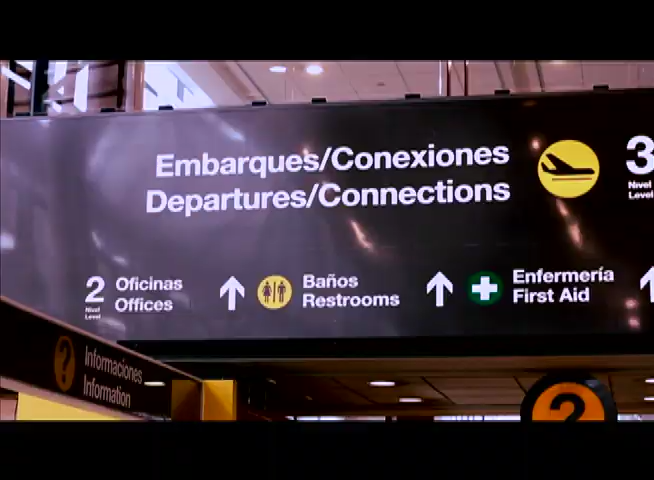 Embarques/Conexiones
Departures/Connections
3
Nivel
Level
2
Nivel
Level
Oficinas
Offices
Baños
Restrooms
Enfermería
First Aid
?
Informaciones
Information
2